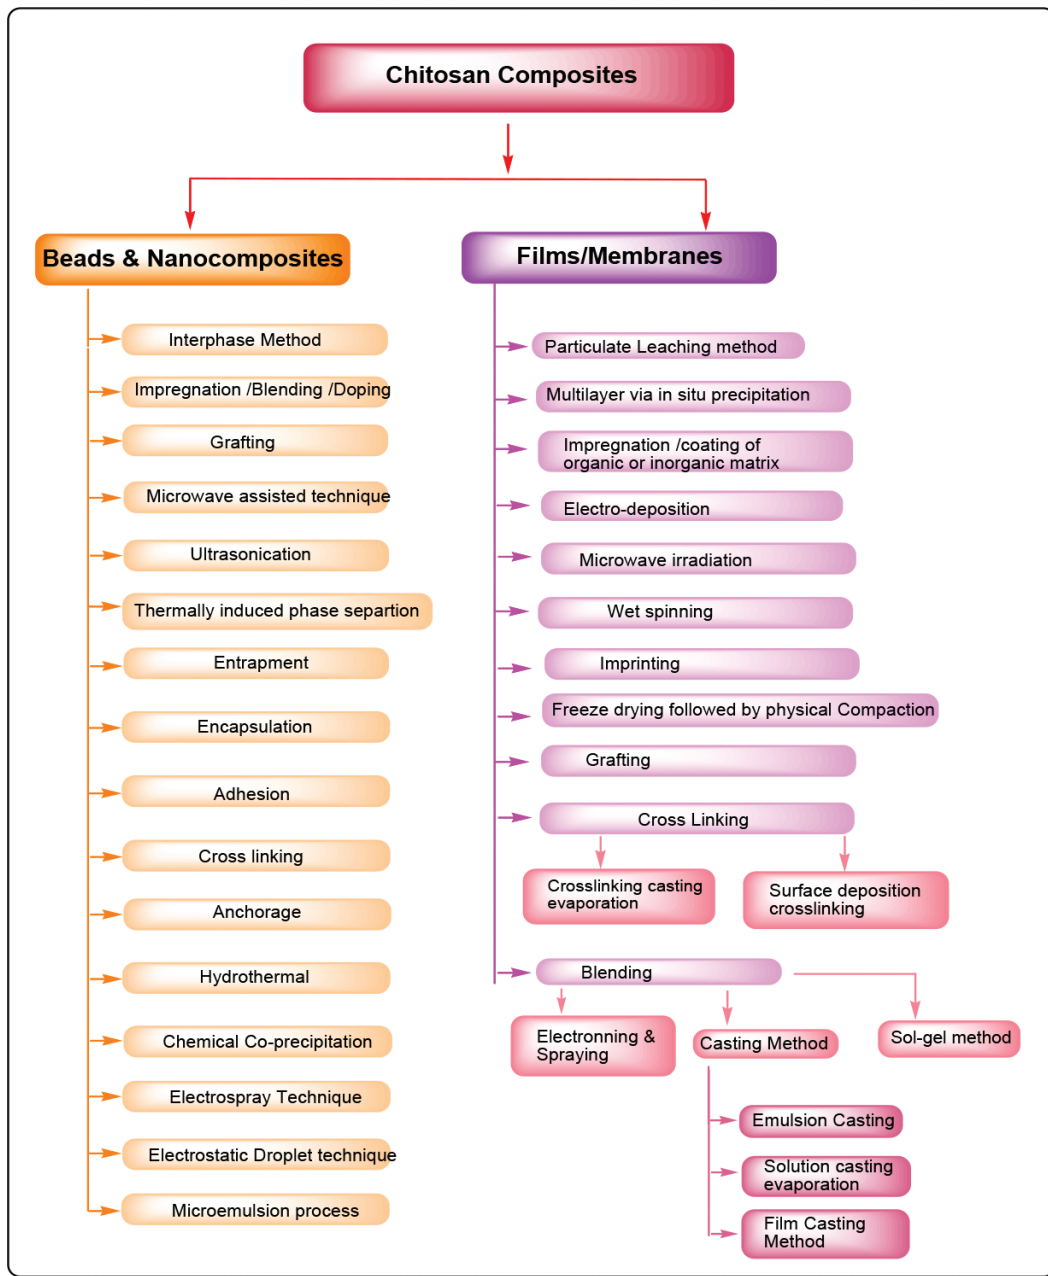 Chitosan Composites
Beads & Nanocomposites
Interphase Method
Impregnation /Blending /Doping
Grafting
Microwave assisted technique
Ultrasonication
Thermally induced phase separtion
Entrapment
Encapsulation
Adhesion
Cross linking
Anchorage
Hydrothermal
Chemical Co-precipitation
Electrospray Technique
Electrostatic Droplet technique
Microemulsion process
Films/Membranes
Particulate Leaching method
Multilayer via in situ precipitation
Impregnation /coating of
organic or inorganic matrix
Electro-deposition
Microwave irradiation
Wet spinning
Imprinting
Freeze drying followed by physical Compaction
Grafting
Cross Linking
Crosslinking casting
evaporation
Surface deposition
crosslinking
Blending
Electronning &
Spraying
Casting Method
Sol-gel method
Emulsion Casting
Solution casting
evaporation
Film Casting
Method